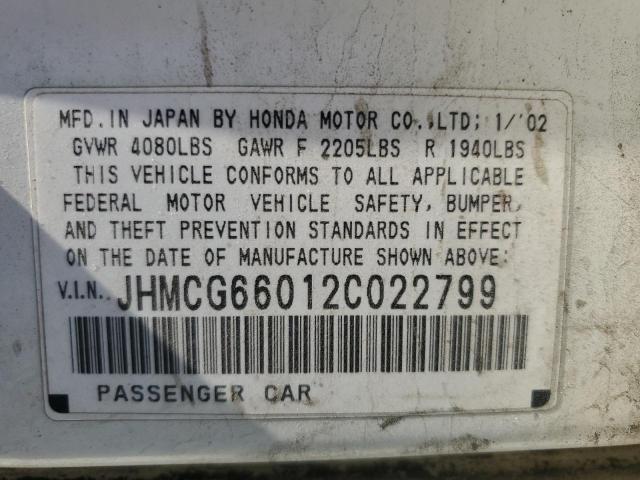 MFD. IN JAPAN BY HONDA MOTOR CO.,LTD; 1/'02
GVWR 4080LBS GAWR F 2205LBS R 1940LBS
THIS VEHICLE CONFORMS TO ALL APPLICABLE
FEDERAL MOTOR VEHICLE SAFETY, BUMPER,
AND THEFT PREVENTION STANDARDS IN EFFECT
ON THE DATE OF MANUFACTURE SHOWN ABOVE:
V.I.N.: JHMCG66012C022799
PASSENGER CAR